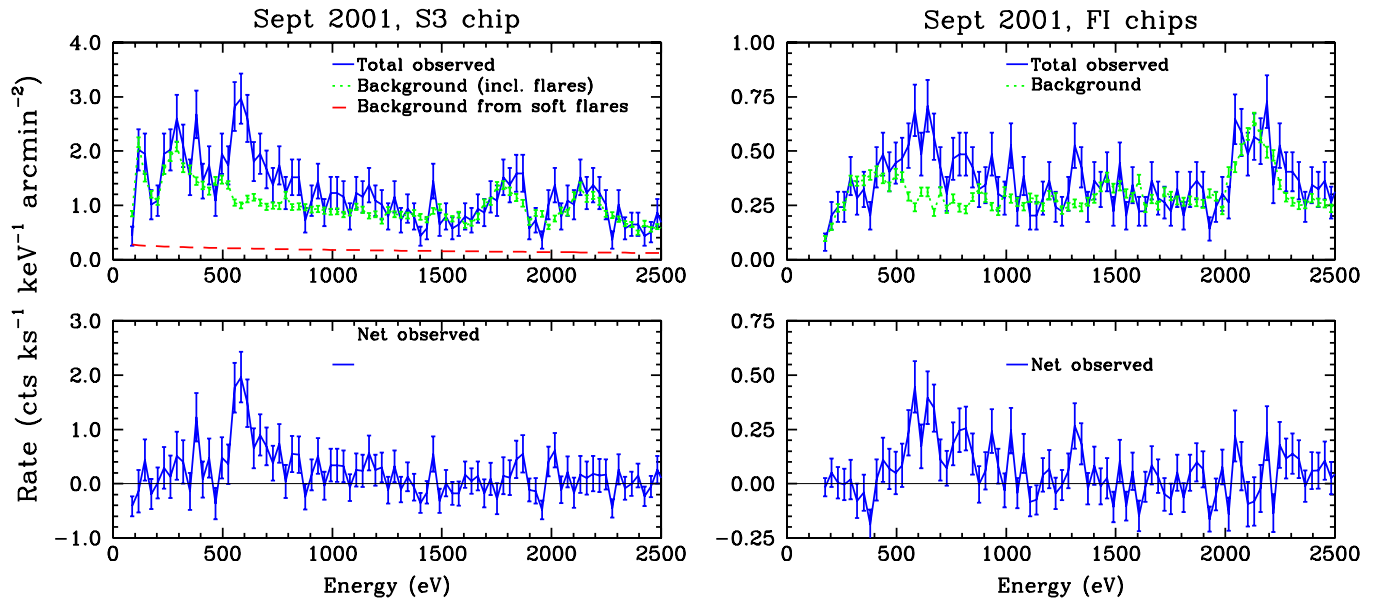 Sept 2001, S3 chip
Sept 2001, FI chips
Rate (cts ks⁻¹ keV⁻¹ arcmin⁻²)
4.0
3.0
2.0
1.0
0.0
Total observed
Background (incl. flares)
Background from soft flares
0 500 1000 1500 2000 2500
1.00
0.75
0.50
0.25
0.00
Total observed
Background
0 500 1000 1500 2000 2500
3.0
2.0
1.0
0.0
−1.0
Net observed
0 500 1000 1500 2000 2500
Energy (eV)
0.75
0.50
0.25
0.00
−0.25
Net observed
0 500 1000 1500 2000 2500
Energy (eV)